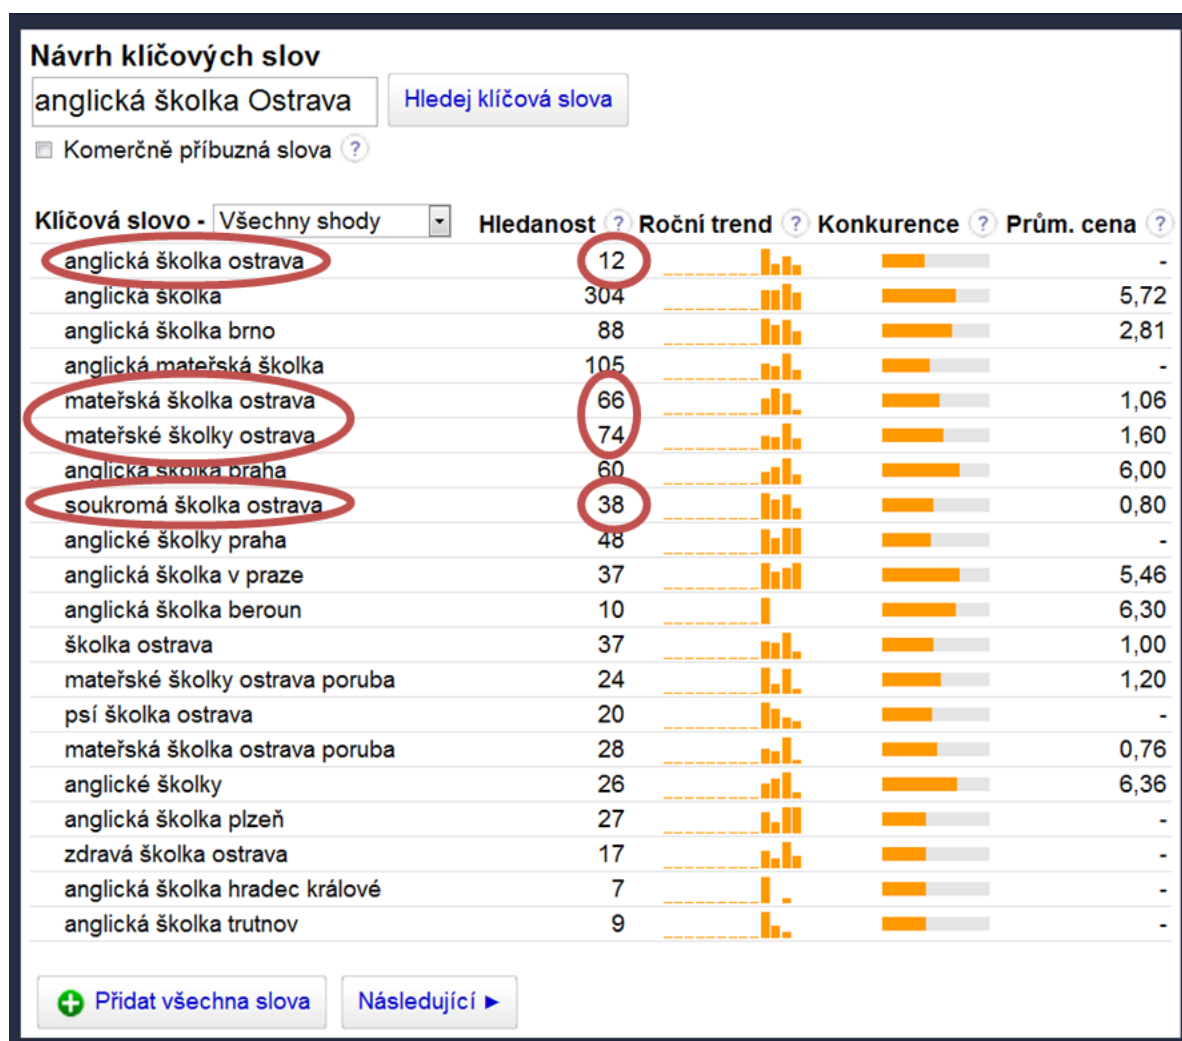 Návrh klíčových slov
anglická školka Ostrava Hledej klíčová slova
Komerčně příbuzná slova ?
Klíčová slovo - Všechny shody Hledanost ? Roční trend ? Konkurence ? Prům. cena ?
anglická školka ostrava 12 -
anglická školka 304 5,72
anglická školka brno 88 2,81
anglická mateřská školka 105 -
mateřská školka ostrava 66 1,06
mateřské školky ostrava 74 1,60
anglická školka praha 60 6,00
soukromá školka ostrava 38 0,80
anglické školky praha 48 -
anglická školka v praze 37 5,46
anglická školka beroun 10 6,30
školka ostrava 37 1,00
mateřské školky ostrava poruba 24 1,20
psí školka ostrava 20 -
mateřská školka ostrava poruba 28 0,76
anglické školky 26 6,36
anglická školka plzeň 27 -
zdravá školka ostrava 17 -
anglická školka hradec králové 7 -
anglická školka trutnov 9 -
Přidat všechna slova Následující ►